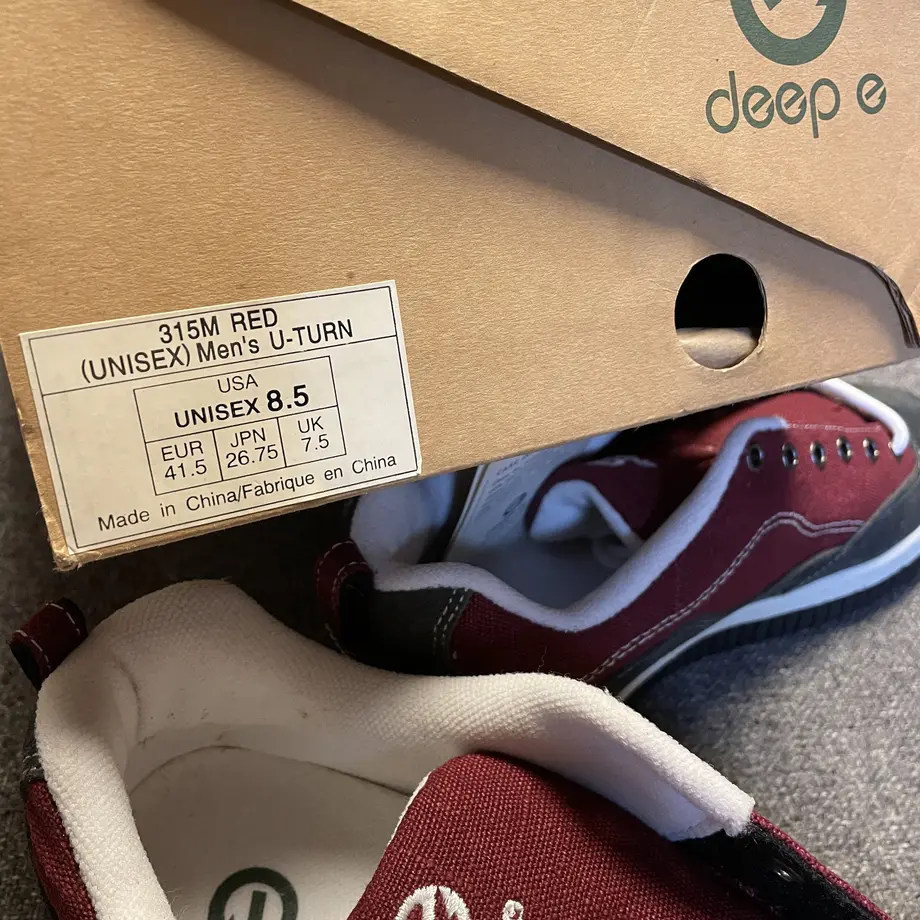 deep e
315M RED
(UNISEX) Men's U-TURN
USA
UNISEX 8.5
EUR JPN UK
41.5 26.75 7.5
Made in China/Fabrique en China